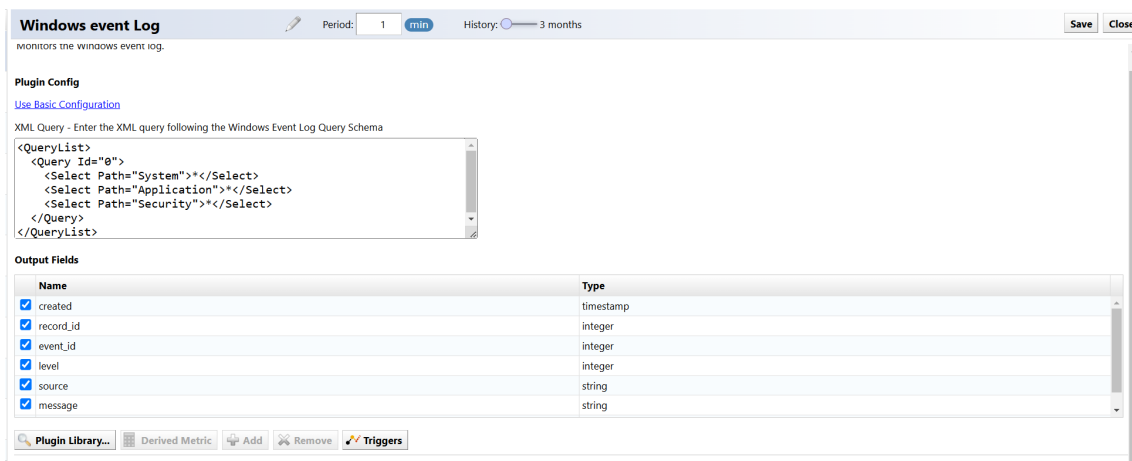 Windows event Log Period: 1 min History: 3 months Save Close
Monitors the Windows event log.
Plugin Config
Use Basic Configuration
XML Query - Enter the XML query following the Windows Event Log Query Schema
<QueryList>
<Query Id="0">
<Select Path="System">*</Select>
<Select Path="Application">*</Select>
<Select Path="Security">*</Select>
</Query>
</QueryList>
Output Fields
Name Type
created timestamp
record_id integer
event_id integer
level integer
source string
message string
Plugin Library... Derived Metric Add Remove Triggers